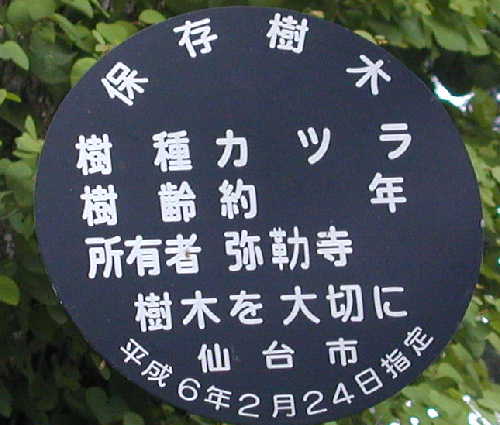 保存樹木
樹種カツラ
樹齢約 年
所有者 弥勒寺
樹木を大切に
仙台市
平成6年2月24日指定